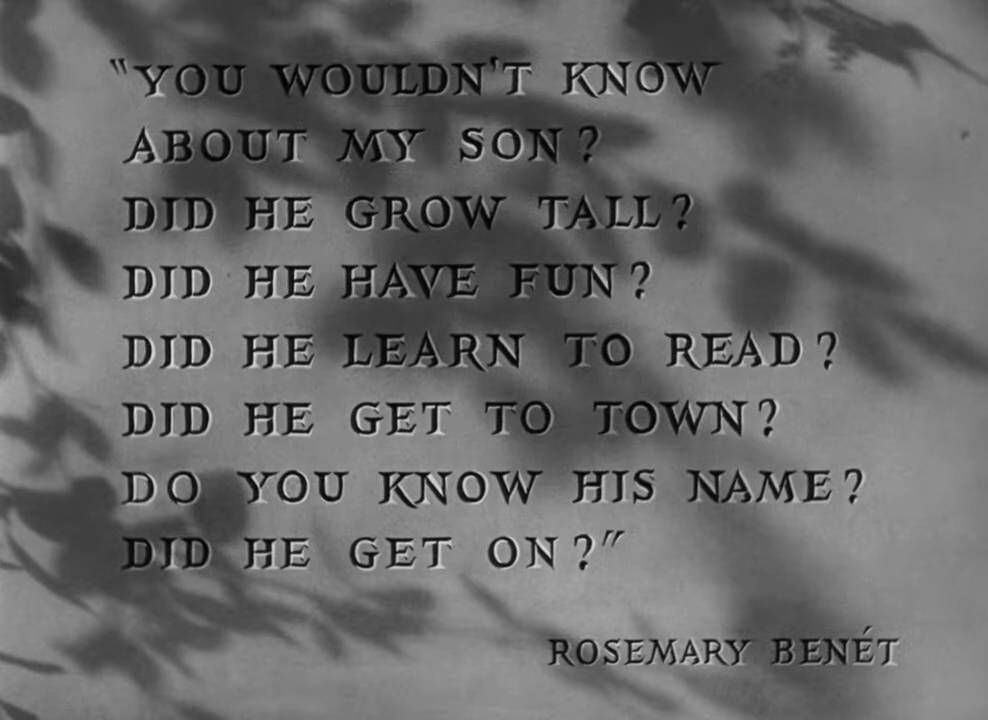 "YOU WOULDN'T KNOW
ABOUT MY SON?
DID HE GROW TALL?
DID HE HAVE FUN?
DID HE LEARN TO READ?
DID HE GET TO TOWN?
DO YOU KNOW HIS NAME?
DID HE GET ON?"
ROSEMARY BENÉT